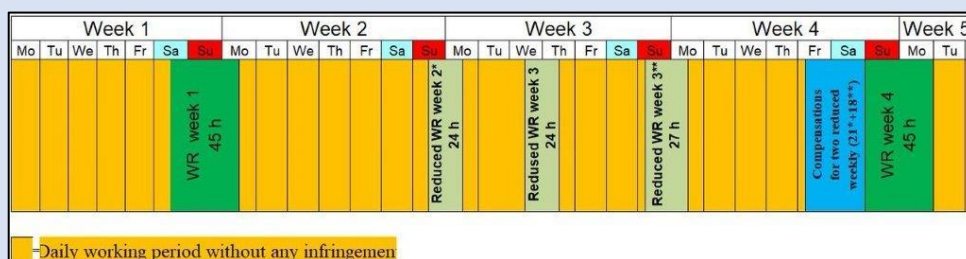 Week 1 Week 2 Week 3 Week 4 Week 5
Mo Tu We Th Fr Sa Su Mo Tu We Th Fr Sa Su Mo Tu We Th Fr Sa Su Mo Tu We Th Fr Sa Su Mo Tu
WR week 1
45 h
Reduced WR week 2*
24 h
Redused WR week 3
24 h
Reduced WR week 3**
27 h
Compensations
for two reduced
weekly (21*+18**)
WR week 4
45 h
=Daily working period without any infringemen